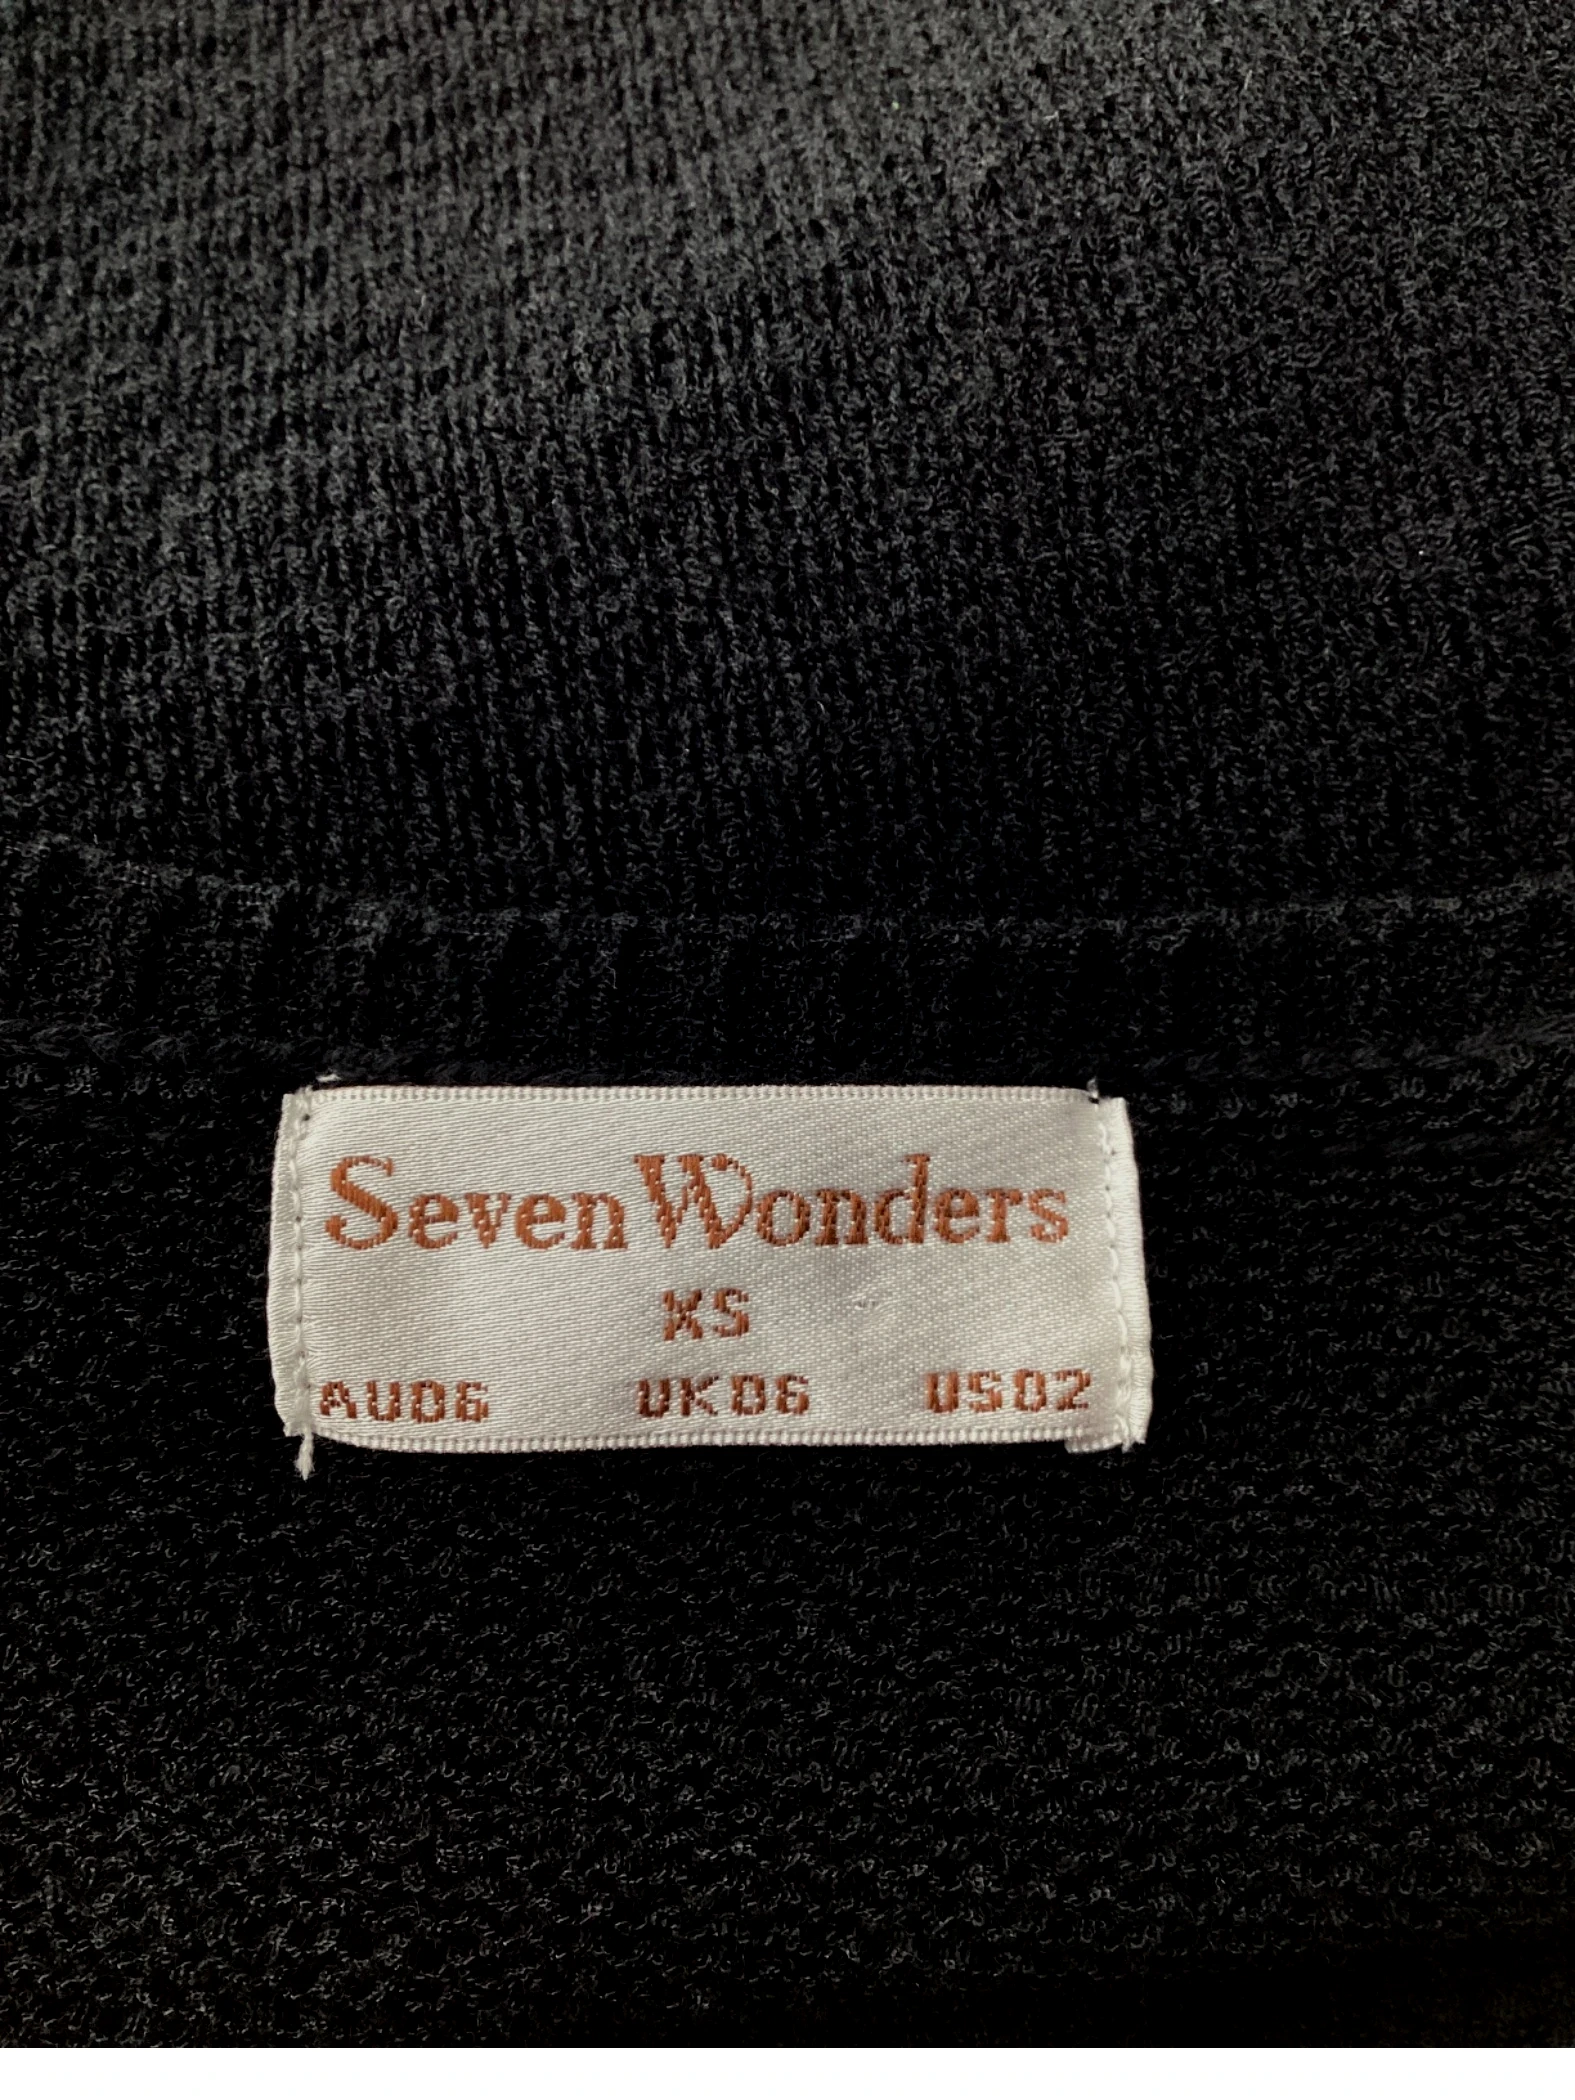 Seven Wonders
XS
AU06 UK06 US02